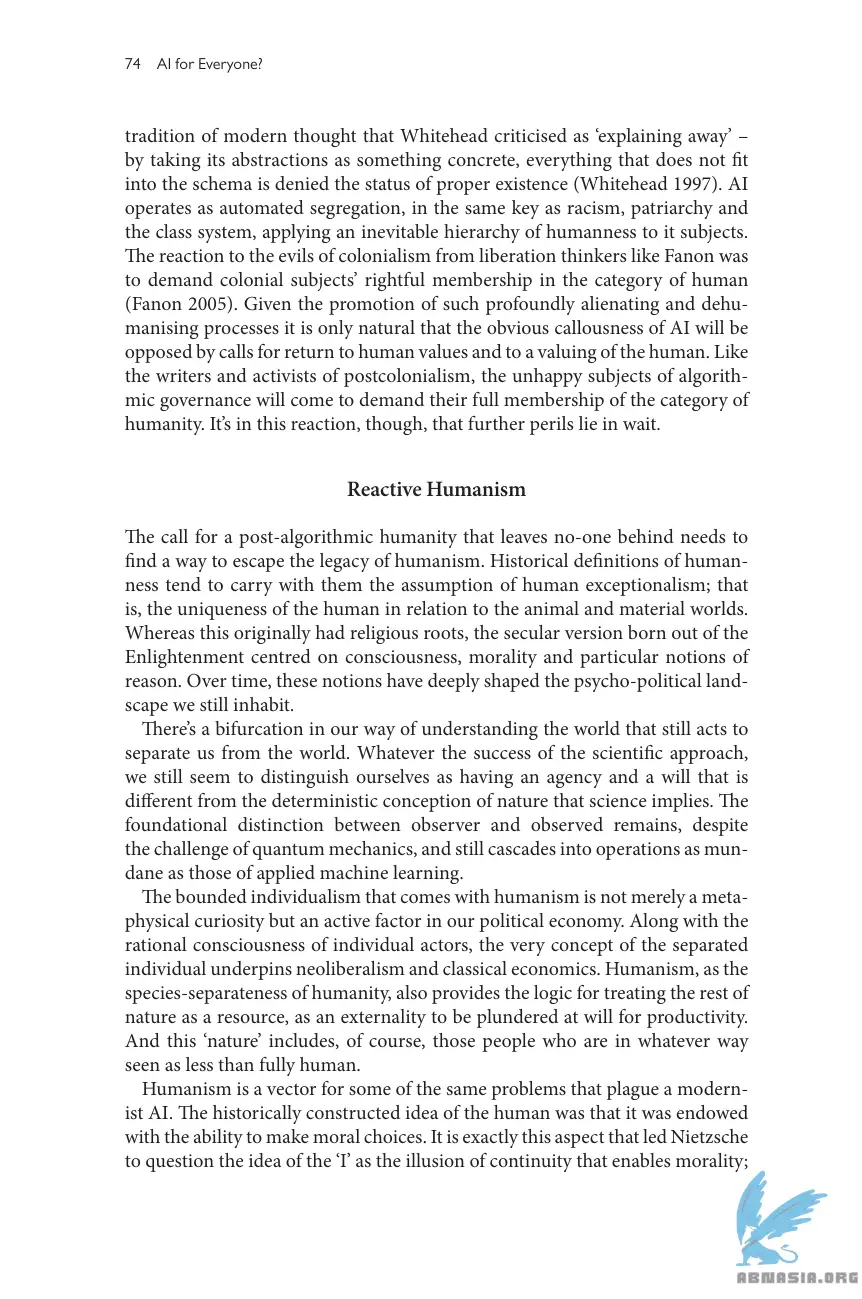 74 AI for Everyone?
tradition of modern thought that Whitehead criticised as ‘explaining away’ –
by taking its abstractions as something concrete, everything that does not fit
into the schema is denied the status of proper existence (Whitehead 1997). AI
operates as automated segregation, in the same key as racism, patriarchy and
the class system, applying an inevitable hierarchy of humanness to it subjects.
The reaction to the evils of colonialism from liberation thinkers like Fanon was
to demand colonial subjects’ rightful membership in the category of human
(Fanon 2005). Given the promotion of such profoundly alienating and dehu-
manising processes it is only natural that the obvious callousness of AI will be
opposed by calls for return to human values and to a valuing of the human. Like
the writers and activists of postcolonialism, the unhappy subjects of algorith-
mic governance will come to demand their full membership of the category of
humanity. It’s in this reaction, though, that further perils lie in wait.
Reactive Humanism
The call for a post-algorithmic humanity that leaves no-one behind needs to
find a way to escape the legacy of humanism. Historical definitions of human-
ness tend to carry with them the assumption of human exceptionalism; that
is, the uniqueness of the human in relation to the animal and material worlds.
Whereas this originally had religious roots, the secular version born out of the
Enlightenment centred on consciousness, morality and particular notions of
reason. Over time, these notions have deeply shaped the psycho-political land-
scape we still inhabit.
There’s a bifurcation in our way of understanding the world that still acts to
separate us from the world. Whatever the success of the scientific approach,
we still seem to distinguish ourselves as having an agency and a will that is
different from the deterministic conception of nature that science implies. The
foundational distinction between observer and observed remains, despite
the challenge of quantum mechanics, and still cascades into operations as mun-
dane as those of applied machine learning.
The bounded individualism that comes with humanism is not merely a meta-
physical curiosity but an active factor in our political economy. Along with the
rational consciousness of individual actors, the very concept of the separated
individual underpins neoliberalism and classical economics. Humanism, as the
species-separateness of humanity, also provides the logic for treating the rest of
nature as a resource, as an externality to be plundered at will for productivity.
And this ‘nature’ includes, of course, those people who are in whatever way
seen as less than fully human.
Humanism is a vector for some of the same problems that plague a modern-
ist AI. The historically constructed idea of the human was that it was endowed
with the ability to make moral choices. It is exactly this aspect that led Nietzsche
to question the idea of the ‘I’ as the illusion of continuity that enables morality;
ABNASIA.ORG